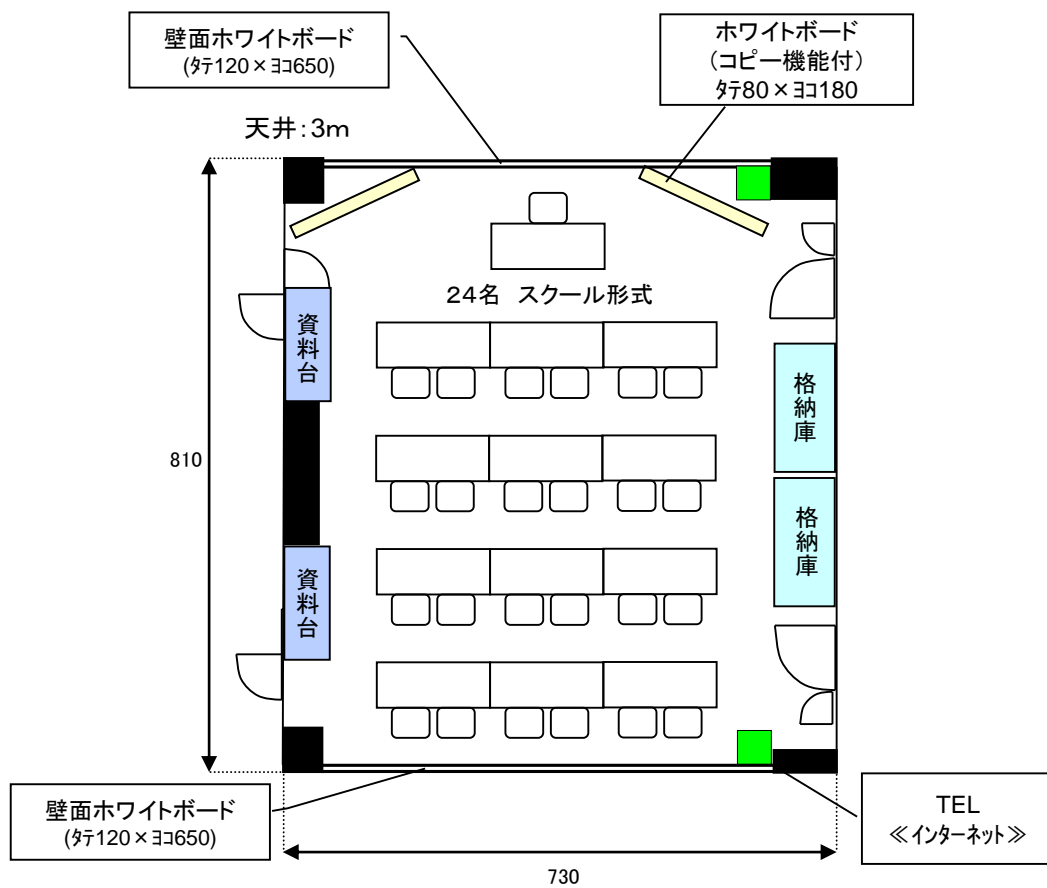 壁面ホワイトボード
(ﾀﾃ120×ﾖｺ650)
ホワイトボード
（コピー機能付）
ﾀﾃ80×ﾖｺ180
天井：3ｍ
24名　スクール形式
資料台
格納庫
810
格納庫
資料台
壁面ホワイトボード
(ﾀﾃ120×ﾖｺ650)
TEL
≪インターネット≫
730